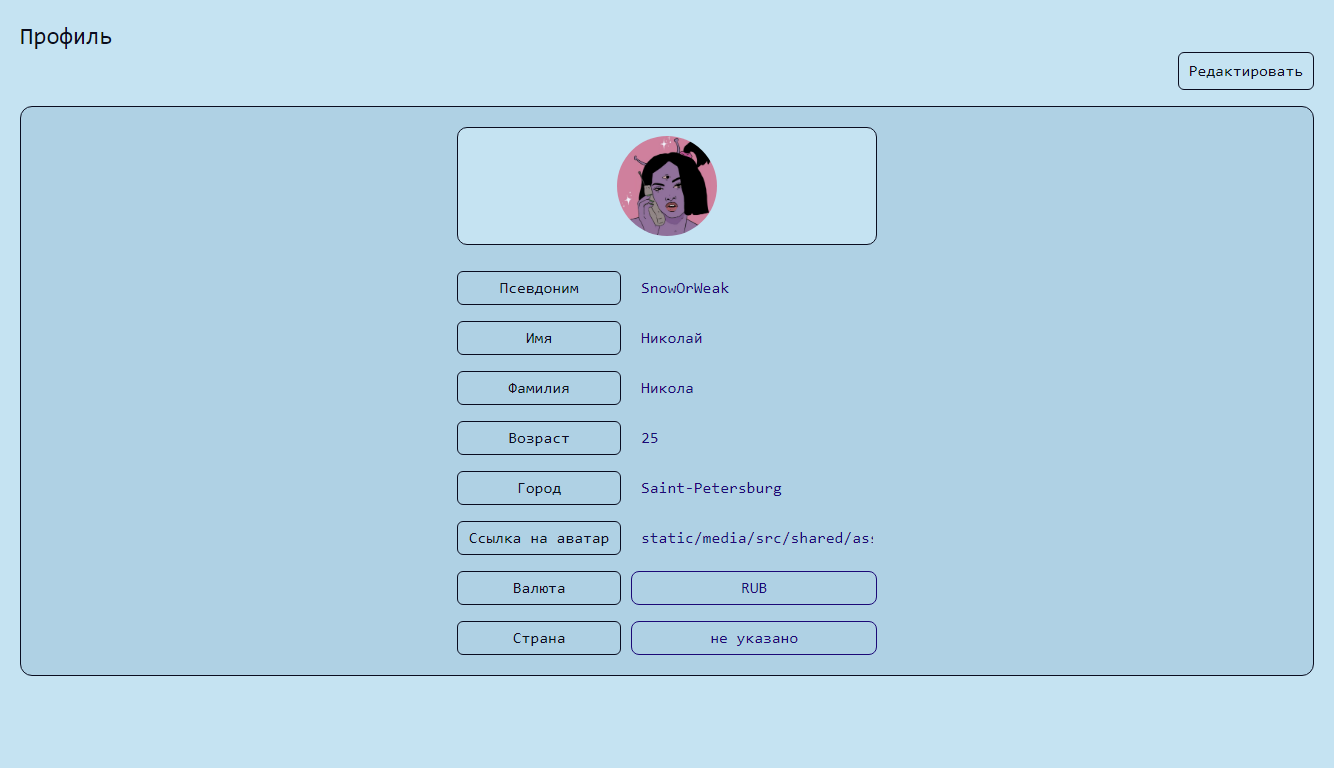 Профиль
Редактировать
Псевдоним SnowOrWeak
Имя Николай
Фамилия Никола
Возраст 25
Город Saint-Petersburg
Ссылка на аватар static/media/src/shared/as
Валюта RUB
Страна не указано